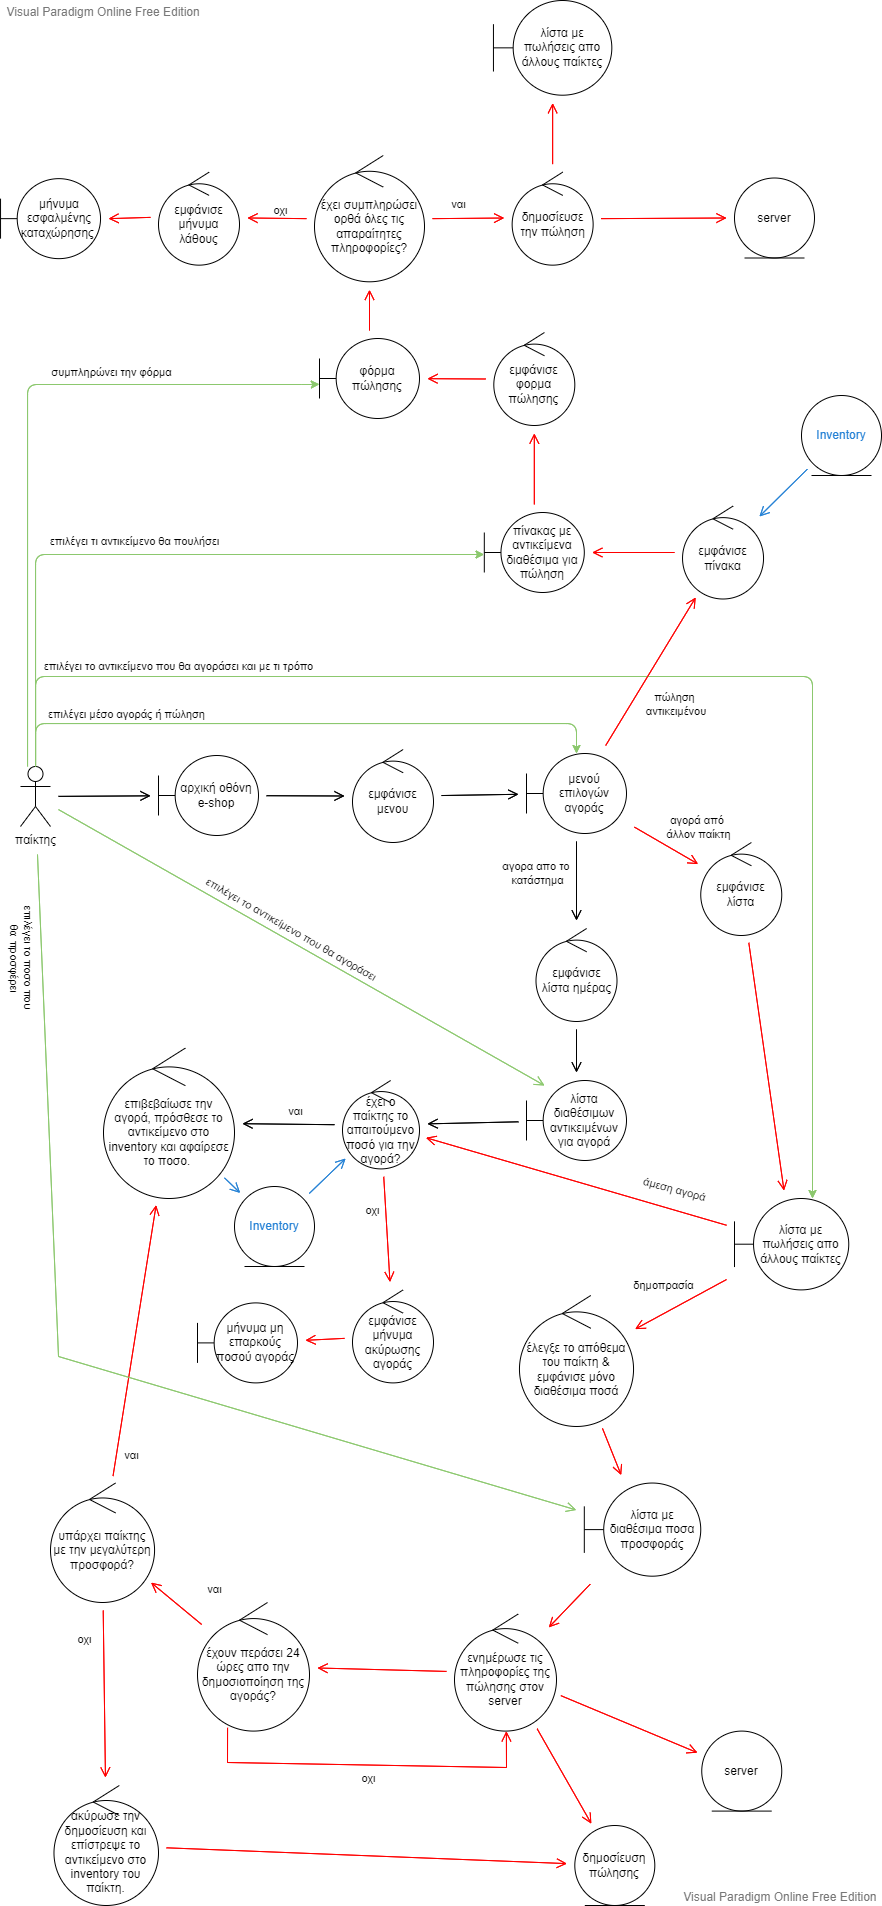 Visual Paradigm Online Free Edition
λίστα με
πωλήσεις απο
άλλους παίκτες
μήνυμα
εσφαλμένης
καταχώρησης
εμφάνισε
μήνυμα
λάθους
οχι
έχει συμπληρώσει
ορθά όλες τις
απαραίτητες
πληροφορίες?
ναι
δημοσίευσε
την πώληση
server
συμπληρώνει την φόρμα
φόρμα
πώλησης
εμφάνισε
φορμα
πώλησης
Inventory
επιλέγει τι αντικείμενο θα πουλήσει
πίνακας με
αντικείμενα
διαθέσιμα για
πώληση
εμφάνισε
πίνακα
επιλέγει το αντικείμενο που θα αγοράσει και με τι τρόπο
πώληση
αντικειμένου
επιλέγει μέσο αγοράς ή πώληση
παίκτης
αρχική οθόνη
e-shop
εμφάνισε
μενου
μενού
επιλογών
αγοράς
αγορά από
άλλον παίκτη
αγορα απο το
κατάστημα
εμφάνισε
λίστα
επιλέγει το αντικείμενο που θα αγοράσει
επιλέγει το ποσο που
θα προσφέρει
εμφάνισε
λίστα ημέρας
επιβεβαίωσε την
αγορά, πρόσθεσε το
αντικείμενο στο
inventory και αφαίρεσε
το ποσο.
ναι
έχει ο
παίκτης το
απαιτούμενο
ποσό για την
αγορά?
λίστα
διαθέσιμων
αντικειμένων
για αγορά
άμεση αγορά
Inventory
οχι
λίστα με
πωλήσεις απο
άλλους παίκτες
δημοπρασία
μήνυμα μη
επαρκούς
ποσού αγοράς
εμφάνισε
μήνυμα
ακύρωσης
αγοράς
έλεγξε το απόθεμα
του παίκτη &
εμφάνισε μόνο
διαθέσιμα ποσά
ναι
λίστα με
διαθέσιμα ποσα
προσφοράς
υπάρχει παίκτης
με την μεγαλύτερη
προσφορά?
ναι
οχι
έχουν περάσει 24
ώρες απο την
δημοσιοποίηση της
αγοράς?
ενημέρωσε τις
πληροφορίες της
πώλησης στον
server
server
οχι
ακύρωσε την
δημοσίευση και
επίστρεψε το
αντικείμενο στο
inventory του
παίκτη.
δημοσίευση
πώλησης
Visual Paradigm Online Free Edition